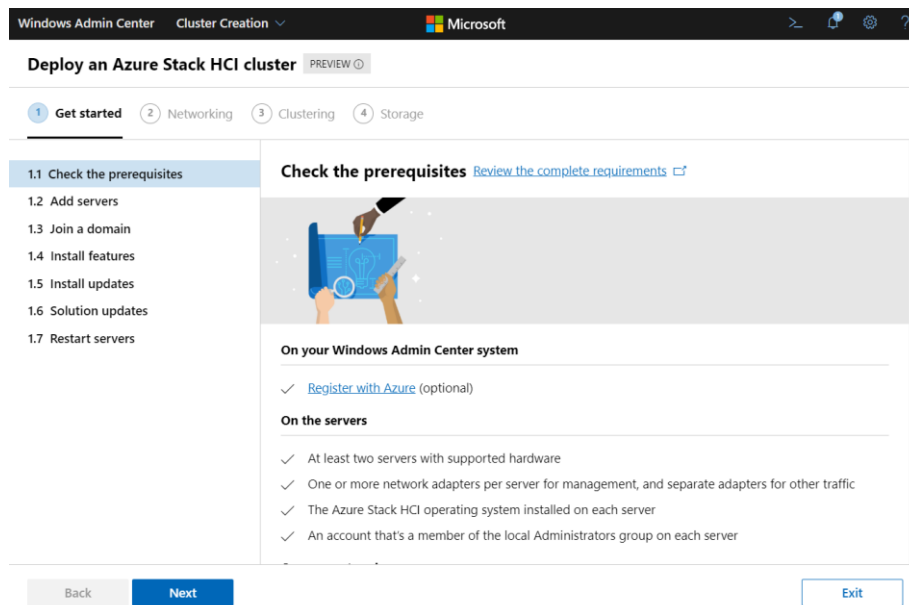 Windows Admin Center Cluster Creation Microsoft
Deploy an Azure Stack HCI cluster PREVIEW
1 Get started 2 Networking 3 Clustering 4 Storage
1.1 Check the prerequisites
1.2 Add servers
1.3 Join a domain
1.4 Install features
1.5 Install updates
1.6 Solution updates
1.7 Restart servers
Check the prerequisites Review the complete requirements
On your Windows Admin Center system
Register with Azure (optional)
On the servers
At least two servers with supported hardware
One or more network adapters per server for management, and separate adapters for other traffic
The Azure Stack HCI operating system installed on each server
An account that's a member of the local Administrators group on each server
Back Next Exit